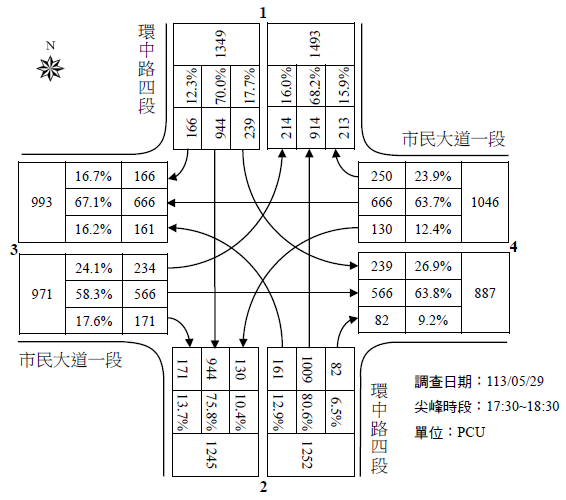 1
N
環中路四段
1349
12.3% 70.0% 17.7%
166 944 239
1493
16.0% 68.2% 15.9%
214 914 213
市民大道一段
993
16.7% 166
67.1% 666
16.2% 161
3
250 23.9%
666 63.7%
130 12.4%
1046
4
971
24.1% 234
58.3% 566
17.6% 171
239 26.9%
566 63.8%
82 9.2%
887
市民大道一段
171 944 130
13.7% 75.8% 10.4%
1245
161 1009 82
12.9% 80.6% 6.5%
1252
環中路四段
2
調查日期：113/05/29
尖峰時段：17:30~18:30
單位：PCU